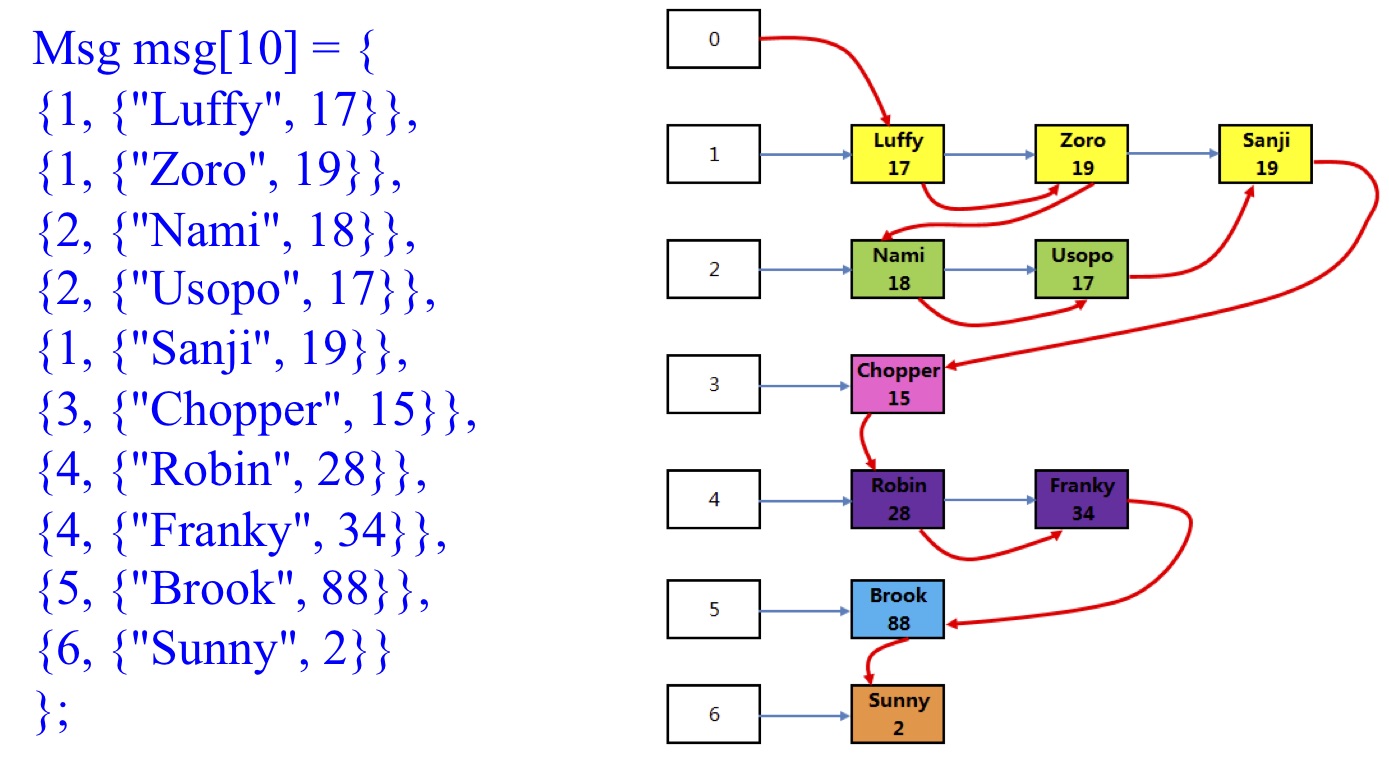 Msg msg[10] = {
{1, {"Luffy", 17}},
{1, {"Zoro", 19}},
{2, {"Nami", 18}},
{2, {"Usopo", 17}},
{1, {"Sanji", 19}},
{3, {"Chopper", 15}},
{4, {"Robin", 28}},
{4, {"Franky", 34}},
{5, {"Brook", 88}},
{6, {"Sunny", 2}}
};
0
1
Luffy
17
Zoro
19
Sanji
19
2
Nami
18
Usopo
17
3
Chopper
15
4
Robin
28
Franky
34
5
Brook
88
6
Sunny
2